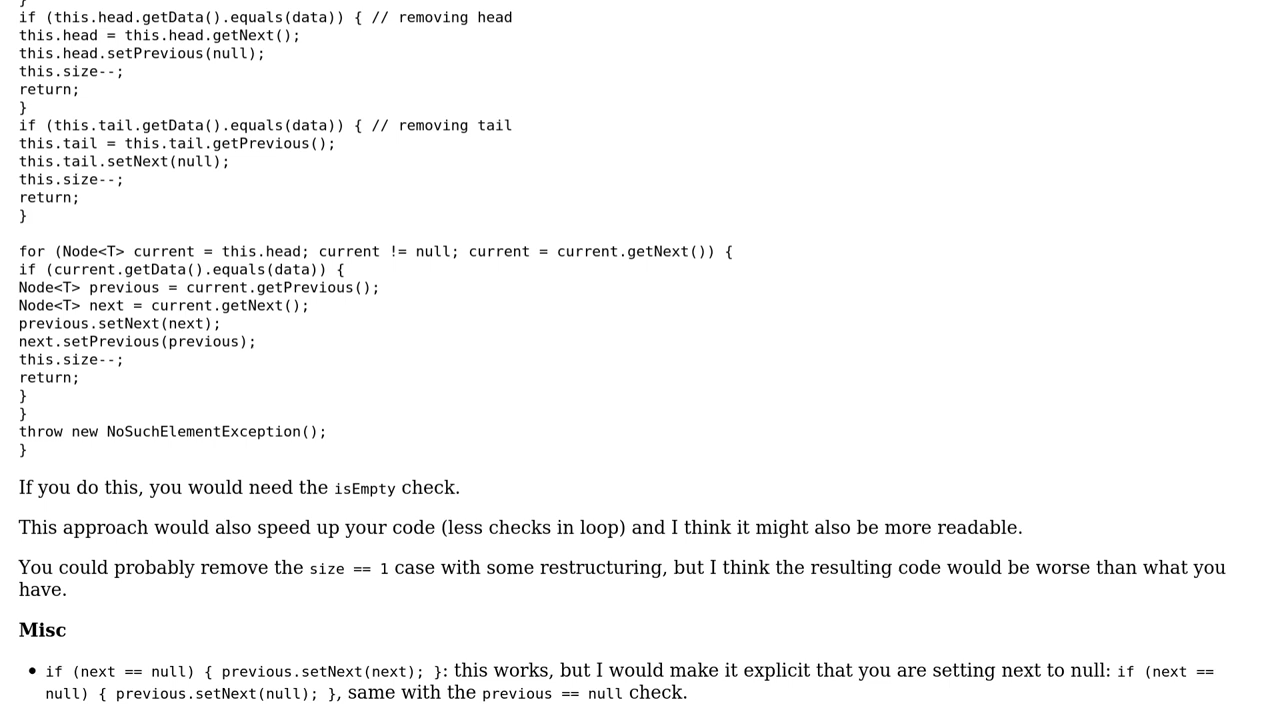 }
if (this.head.getData().equals(data)) { // removing head
this.head = this.head.getNext();
this.head.setPrevious(null);
this.size--;
return;
}
if (this.tail.getData().equals(data)) { // removing tail
this.tail = this.tail.getPrevious();
this.tail.setNext(null);
this.size--;
return;
}
for (Node<T> current = this.head; current != null; current = current.getNext()) {
if (current.getData().equals(data)) {
Node<T> previous = current.getPrevious();
Node<T> next = current.getNext();
previous.setNext(next);
next.setPrevious(previous);
this.size--;
return;
}
}
throw new NoSuchElementException();
}
If you do this, you would need the isEmpty check.
This approach would also speed up your code (less checks in loop) and I think it might also be more readable.
You could probably remove the size == 1 case with some restructuring, but I think the resulting code would be worse than what you
have.
Misc
• if (next == null) { previous.setNext(next); }: this works, but I would make it explicit that you are setting next to null: if (next ==
null) { previous.setNext(null); }, same with the previous == null check.